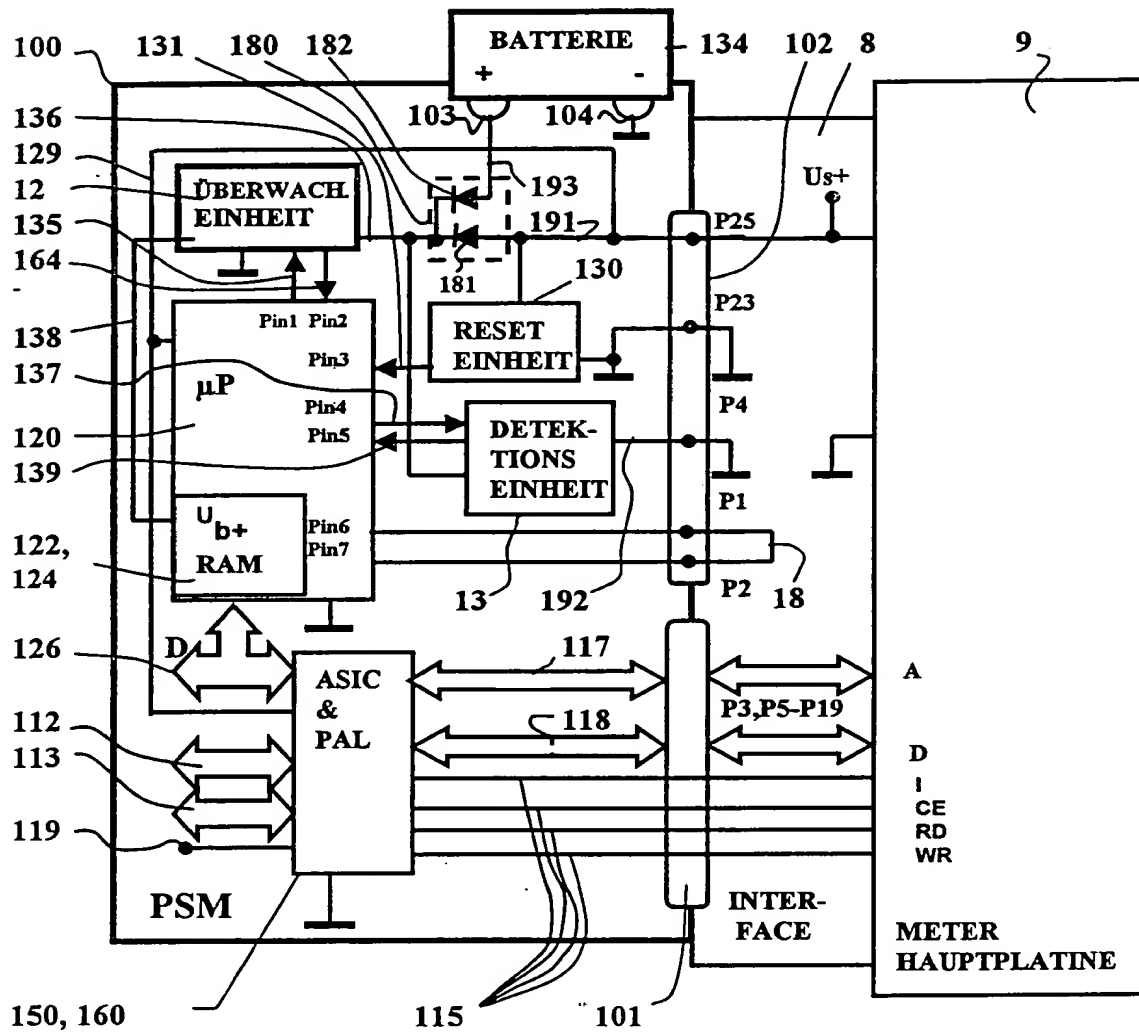 100
131
180
182
BATTERIE
+ -
134
102
8
9
103
104
136
129
12
135
164
138
137
120
139
122,
124
126
112
113
119
ÜBERWACH.
EINHEIT
193
191
181
130
Us+
P25
P23
P4
P1
P2
Pin1 Pin2
Pin3
Pin4
Pin5
Pin6
Pin7
µP
Ub+
RAM
RESET
EINHEIT
DETEK-
TIONS
EINHEIT
13
192
18
D
ASIC
&
PAL
117
118
P3,P5-P19
A
D
I
CE
RD
WR
PSM
INTER-
FACE
METER
HAUPTPLATINE
150, 160
115
101